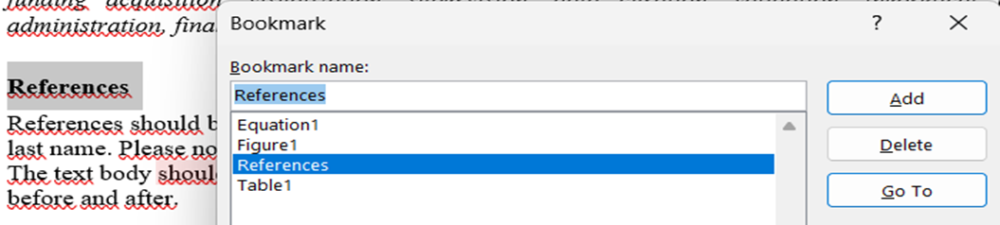 funding acquisition,
administration, fina
Bookmark
?
Bookmark name:
References
References
Add
References should b
Equation1
last name. Please no
Figure1
Delete
The text body shoul
References
before and after.
Table1
Go To